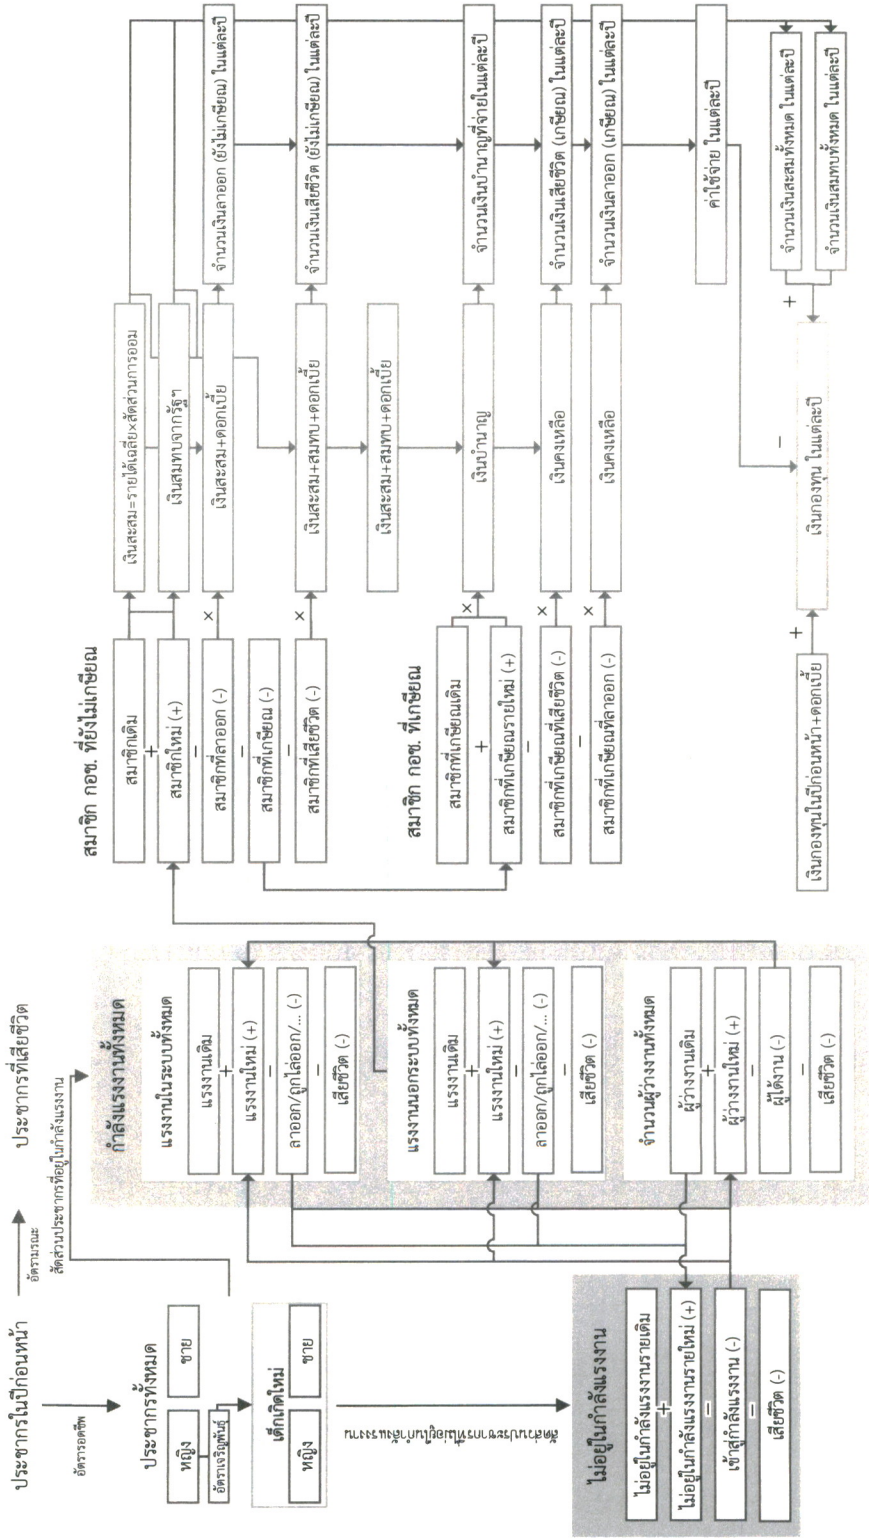 ประชากรในปีก่อนหน้า
อัตรามรณะ
ประชากรที่เสียชีวิต
สัดส่วนประชากรที่อยู่ในกำลังแรงงาน
อัตรารอดชีพ
ประชากรทั้งหมด
หญิง
ชาย
อัตราเจริญพันธุ์
เด็กเกิดใหม่
หญิง
ชาย
สัดส่วนประชากรที่ไม่อยู่ในกำลังแรงงาน
ไม่อยู่ในกำลังแรงงาน
ไม่อยู่ในกำลังแรงงานรายเดิม
+
ไม่อยู่ในกำลังแรงงานรายใหม่ (+)
–
เข้าสู่กำลังแรงงาน (-)
–
เสียชีวิต (-)
กำลังแรงงานทั้งหมด
แรงงานในระบบทั้งหมด
แรงงานเดิม
+
แรงงานใหม่ (+)
–
ลาออก/ถูกไล่ออก/... (-)
–
เสียชีวิต (-)
แรงงานนอกระบบทั้งหมด
แรงงานเดิม
+
แรงงานใหม่ (+)
–
ลาออก/ถูกไล่ออก/... (-)
–
เสียชีวิต (-)
จำนวนผู้ว่างงานทั้งหมด
ผู้ว่างงานเดิม
+
ผู้ว่างงานใหม่ (+)
–
ผู้ได้งาน (-)
–
เสียชีวิต (-)
สมาชิก กอช. ที่ยังไม่เกษียณ
สมาชิกเดิม
+
สมาชิกใหม่ (+)
–
สมาชิกที่ลาออก (-)
×
–
สมาชิกที่เกษียณ (-)
–
สมาชิกที่เสียชีวิต (-)
×
สมาชิก กอช. ที่เกษียณ
สมาชิกที่เกษียณเดิม
+
×
สมาชิกที่เกษียณรายใหม่ (+)
–
สมาชิกที่เกษียณที่เสียชีวิต (-)
×
–
สมาชิกที่เกษียณที่ลาออก (-)
×
เงินสะสม=รายได้เฉลี่ย×สัดส่วนการออม
เงินสมทบจากรัฐฯ
เงินสะสม+ดอกเบี้ย
เงินสะสม+สมทบ+ดอกเบี้ย
เงินสะสม+สมทบ+ดอกเบี้ย
เงินบำนาญ
เงินคงเหลือ
เงินคงเหลือ
จำนวนเงินลาออก (ยังไม่เกษียณ) ในแต่ละปี
จำนวนเงินเสียชีวิต (ยังไม่เกษียณ) ในแต่ละปี
จำนวนเงินบำนาญที่จ่ายในแต่ละปี
จำนวนเงินเสียชีวิต (เกษียณ) ในแต่ละปี
จำนวนเงินลาออก (เกษียณ) ในแต่ละปี
ค่าใช้จ่าย ในแต่ละปี
จำนวนเงินสะสมทั้งหมด ในแต่ละปี
จำนวนเงินสมทบทั้งหมด ในแต่ละปี
เงินกองทุนในปีก่อนหน้า+ดอกเบี้ย
+
เงินกองทุน ในแต่ละปี
–
+